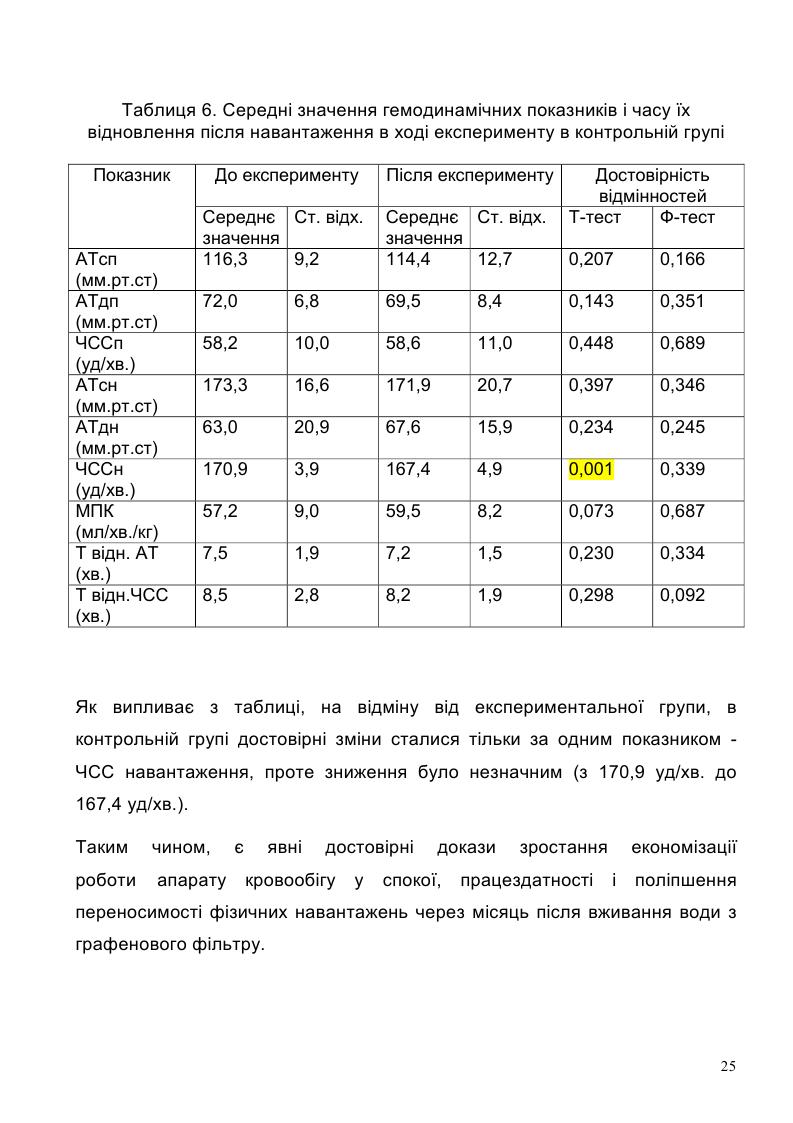 Таблиця 6. Середні значення гемодинамічних показників і часу їх
відновлення після навантаження в ході експерименту в контрольній групі
Показник До експерименту Після експерименту Достовірність
відмінностей
Середнє Ст. відх. Середнє Ст. відх. Т-тест Ф-тест
значення значення
АТсп 116,3 9,2 114,4 12,7 0,207 0,166
(мм.рт.ст)
АТдп 72,0 6,8 69,5 8,4 0,143 0,351
(мм.рт.ст)
ЧССп 58,2 10,0 58,6 11,0 0,448 0,689
(уд/хв.)
АТсн 173,3 16,6 171,9 20,7 0,397 0,346
(мм.рт.ст)
АТдн 63,0 20,9 67,6 15,9 0,234 0,245
(мм.рт.ст)
ЧССн 170,9 3,9 167,4 4,9 0,001 0,339
(уд/хв.)
МПК 57,2 9,0 59,5 8,2 0,073 0,687
(мл/хв./кг)
Т відн. АТ 7,5 1,9 7,2 1,5 0,230 0,334
(хв.)
Т відн.ЧСС 8,5 2,8 8,2 1,9 0,298 0,092
(хв.)
Як випливає з таблиці, на відміну від експериментальної групи, в
контрольній групі достовірні зміни сталися тільки за одним показником -
ЧСС навантаження, проте зниження було незначним (з 170,9 уд/хв. до
167,4 уд/хв.).
Таким чином, є явні достовірні докази зростання економізації
роботи апарату кровообігу у спокої, працездатності і поліпшення
переносимості фізичних навантажень через місяць після вживання води з
графенового фільтру.
25